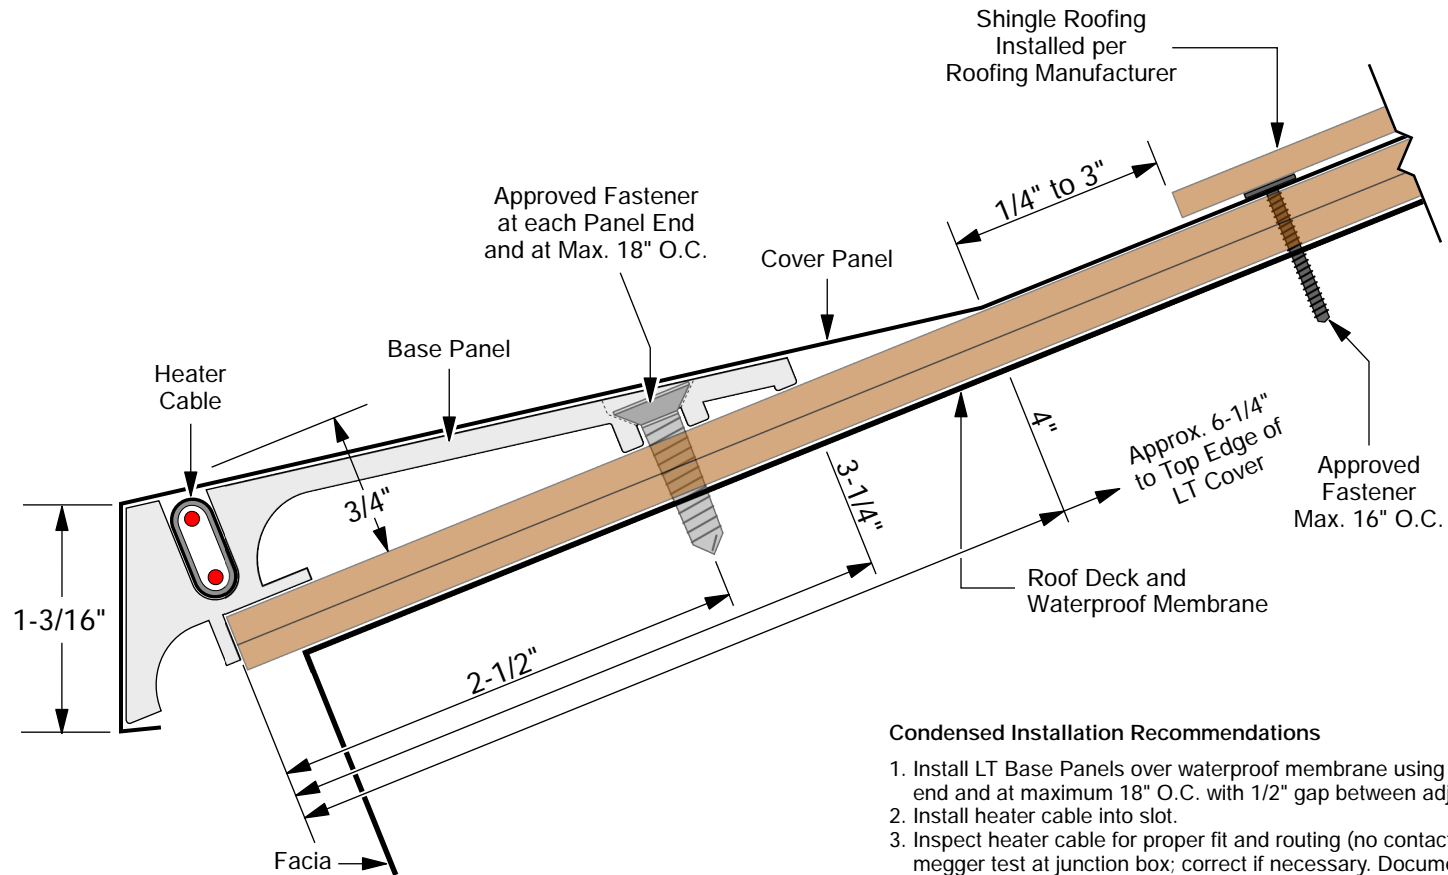 Shingle Roofing
Installed per
Roofing Manufacturer
1/4" to 3"
Approved Fastener
at each Panel End
and at Max. 18" O.C.
Cover Panel
Base Panel
Heater
Cable
3/4"
1-3/16"
3-1/4"
4"
Approx. 6-1/4"
to Top Edge of
LT Cover
Approved
Fastener
Max. 16" O.C.
Roof Deck and
Waterproof Membrane
2-1/2"
Facia
Condensed Installation Recommendations
1. Install LT Base Panels over waterproof membrane using
end and at maximum 18" O.C. with 1/2" gap between
2. Install heater cable into slot.
3. Inspect heater cable for proper fit and routing (no
megger test at junction box; correct if necessary.